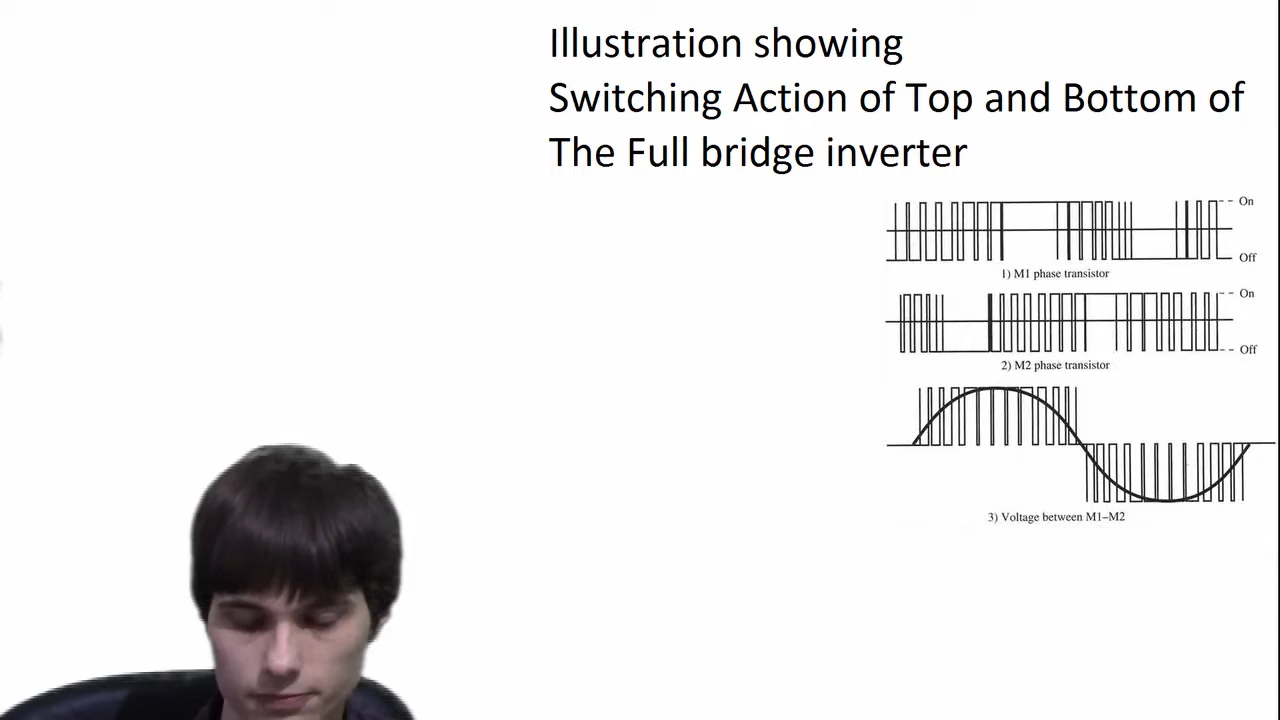 Illustration showing
Switching Action of Top and Bottom of
The Full bridge inverter
On
Off
1) M1 phase transistor
On
Off
2) M2 phase transistor
3) Voltage between M1–M2